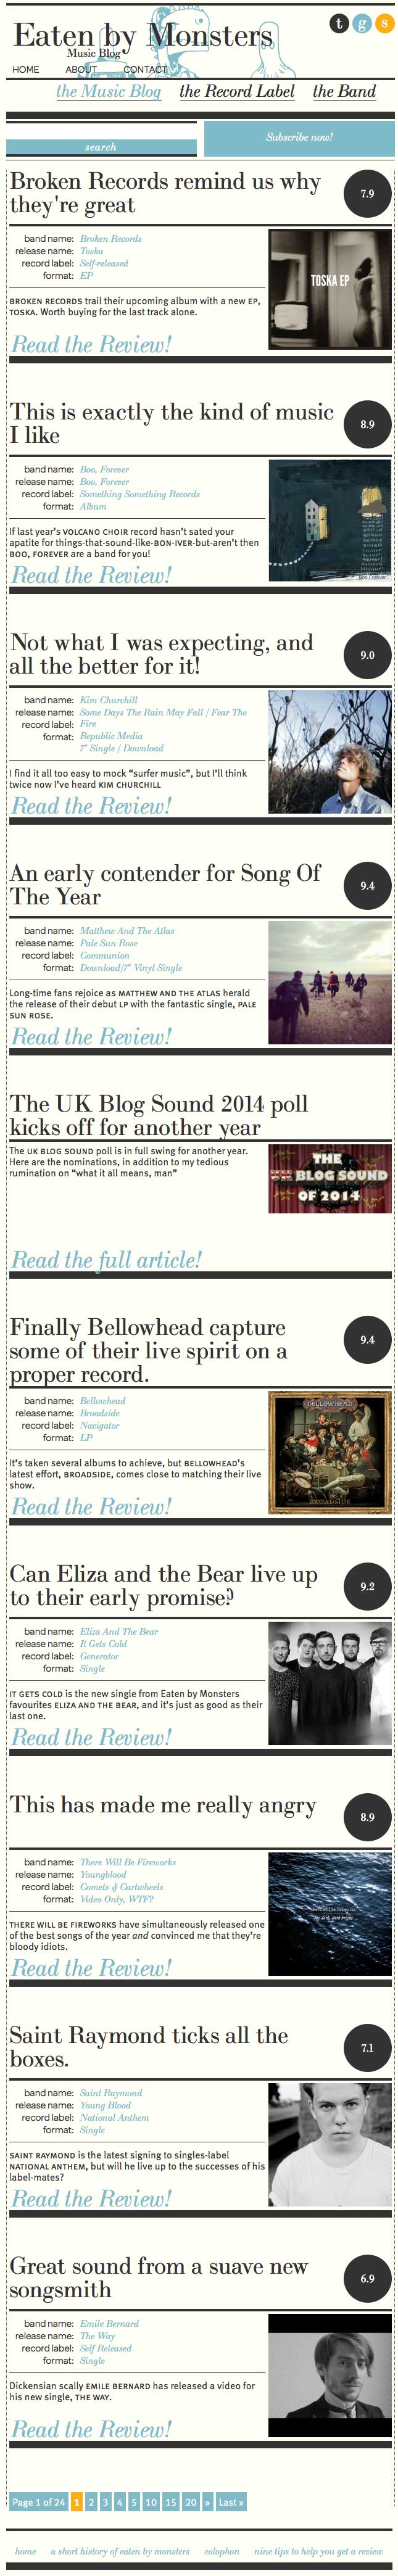 Eaten by Monsters
Music Blog
t g s
HOME ABOUT CONTACT
the Music Blog the Record Label the Band
search
Subscribe now!
Broken Records remind us why
they're great
7.9
band name: Broken Records
release name: Toska
record label: Self-released
format: EP
TOSKA EP
BROKEN RECORDS trail their upcoming album with a new EP,
TOSKA. Worth buying for the last track alone.
Read the Review!
This is exactly the kind of music
I like
8.9
band name: Boo, Forever
release name: Boo, Forever
record label: Something Something Records
format: Album
If last year's VOLCANO CHOIR record hasn't sated your
apatite for things-that-sound-like-BON-IVER-but-aren't then
BOO, FOREVER are a band for you!
Read the Review!
Not what I was expecting, and
all the better for it!
9.0
band name: Kim Churchill
release name: Some Days The Rain May Fall / Fear The
Fire
record label: Republic Media
format: 7" Single / Download
I find it all too easy to mock “surfer music”, but I'll think
twice now I've heard KIM CHURCHILL
Read the Review!
An early contender for Song Of
The Year
9.4
band name: Matthew And The Atlas
release name: Pale Sun Rose
record label: Communion
format: Download/7" Vinyl Single
Long-time fans rejoice as MATTHEW AND THE ATLAS herald
the release of their debut LP with the fantastic single, PALE
SUN ROSE.
Read the Review!
The UK Blog Sound 2014 poll
kicks off for another year
The UK BLOG SOUND poll is in full swing for another year.
Here are the nominations, in addition to my tedious
rumination on “what it all means, man”
THE
BLOG SOUND
OF 2014
Read the full article!
Finally Bellowhead capture
some of their live spirit on a
proper record.
9.4
band name: Bellowhead
release name: Broadside
record label: Navigator
format: LP
BELLOWHEAD
BROADSIDE
It's taken several albums to achieve, but BELLOWHEAD's
latest effort, BROADSIDE, comes close to matching their live
show.
Read the Review!
Can Eliza and the Bear live up
to their early promise?
9.2
band name: Eliza And The Bear
release name: It Gets Cold
record label: Generator
format: Single
IT GETS COLD is the new single from Eaten by Monsters
favourites ELIZA AND THE BEAR, and it's just as good as their
last one.
Read the Review!
This has made me really angry
8.9
band name: There Will Be Fireworks
release name: Youngblood
record label: Comets & Cartwheels
format: Video Only, WTF?
THERE WILL BE FIREWORKS have simultaneously released one
of the best songs of the year and convinced me that they're
bloody idiots.
Read the Review!
Saint Raymond ticks all the
boxes.
7.1
band name: Saint Raymond
release name: Young Blood
record label: National Anthem
format: Single
SAINT RAYMOND is the latest signing to singles-label
NATIONAL ANTHEM, but will he live up to the successes of his
label-mates?
Read the Review!
Great sound from a suave new
songsmith
6.9
band name: Emile Bernard
release name: The Way
record label: Self Released
format: Single
Dickensian scally EMILE BERNARD has released a video for
his new single, THE WAY.
Read the Review!
Page 1 of 24 1 2 3 4 5 10 15 20 » Last »
home a short history of eaten by monsters colophon nine tips to help you get a review